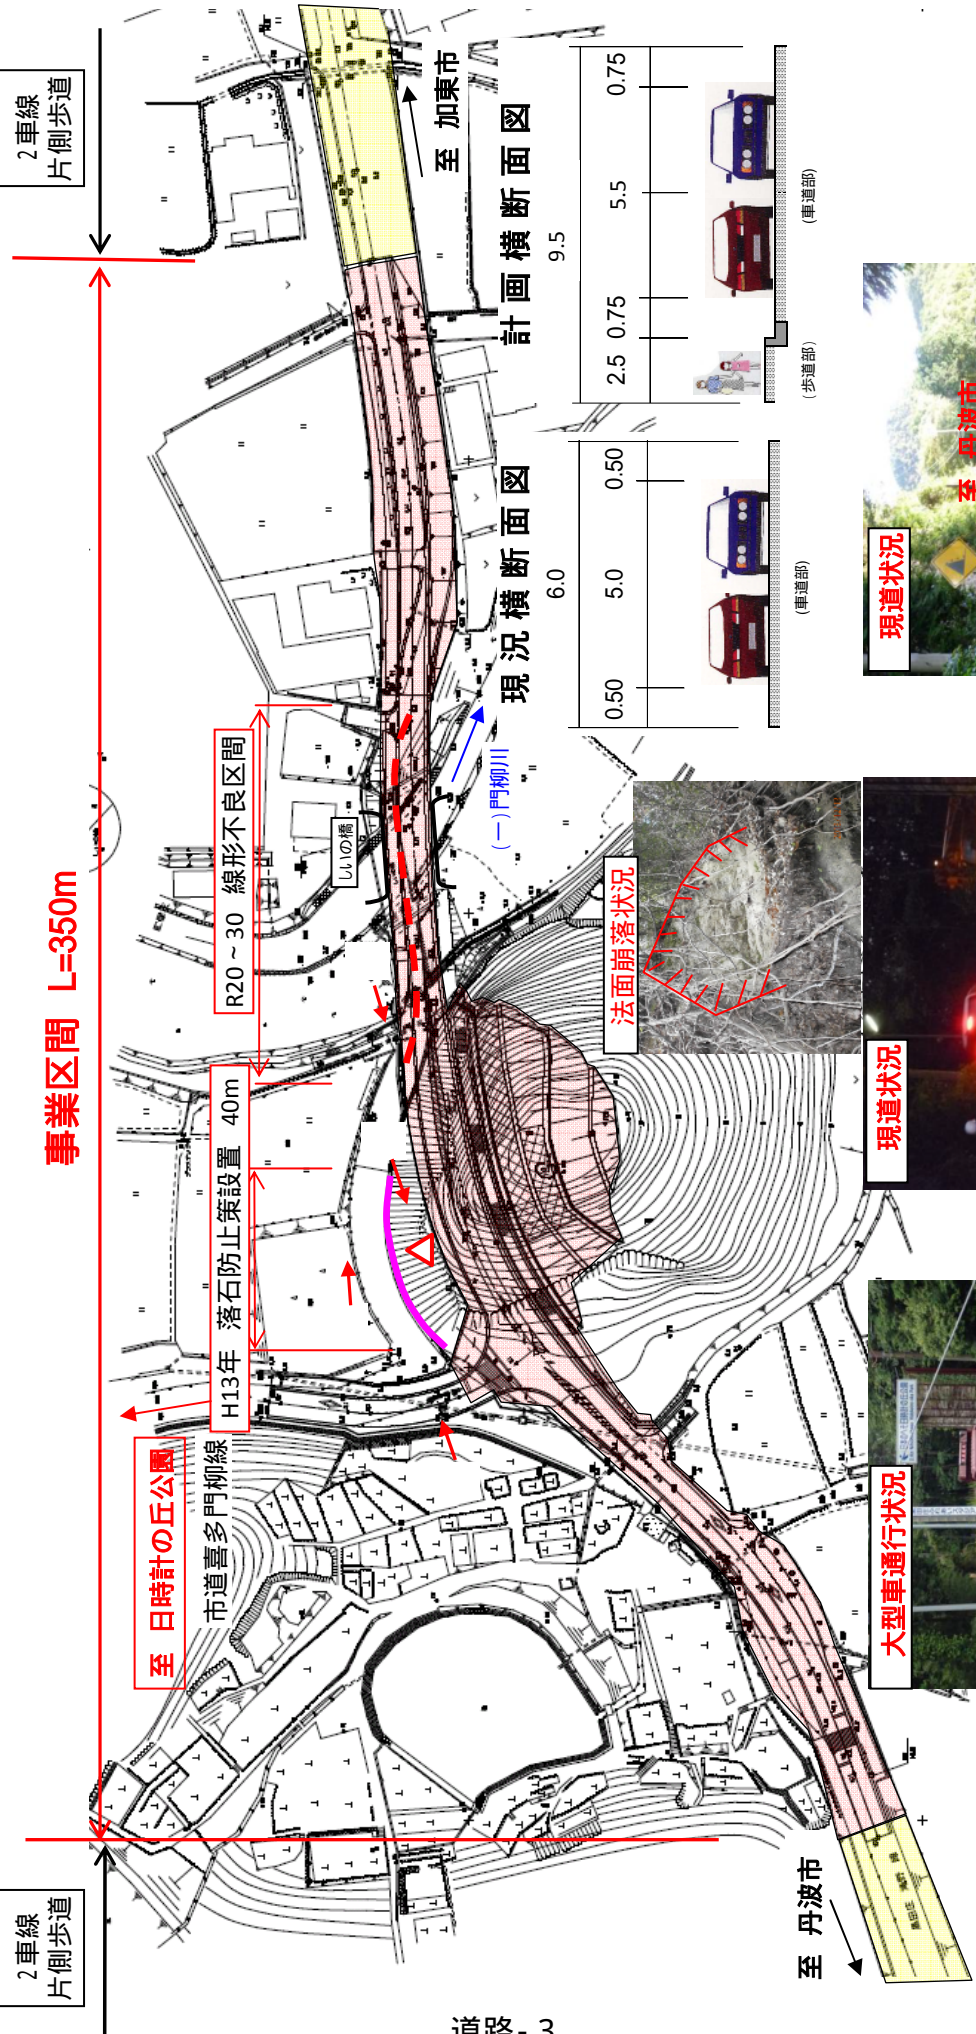 2車線
片側歩道
2車線
片側歩道
事業区間 L=350m
至 日時計の丘公園
市道喜多門柳線
H13年 落石防止策設置 40m
R20~30 線形不良区間
しいの橋
(一)門柳川
至 加東市
至 丹波市
計画横断面図
9.5
2.5 0.75 5.5 0.75
(歩道部)
(車道部)
現況横断面図
6.0
0.50 5.0 0.50
(車道部)
法面崩落状況
大型車通行状況
現道状況
現道状況
至 丹波市
道路-3